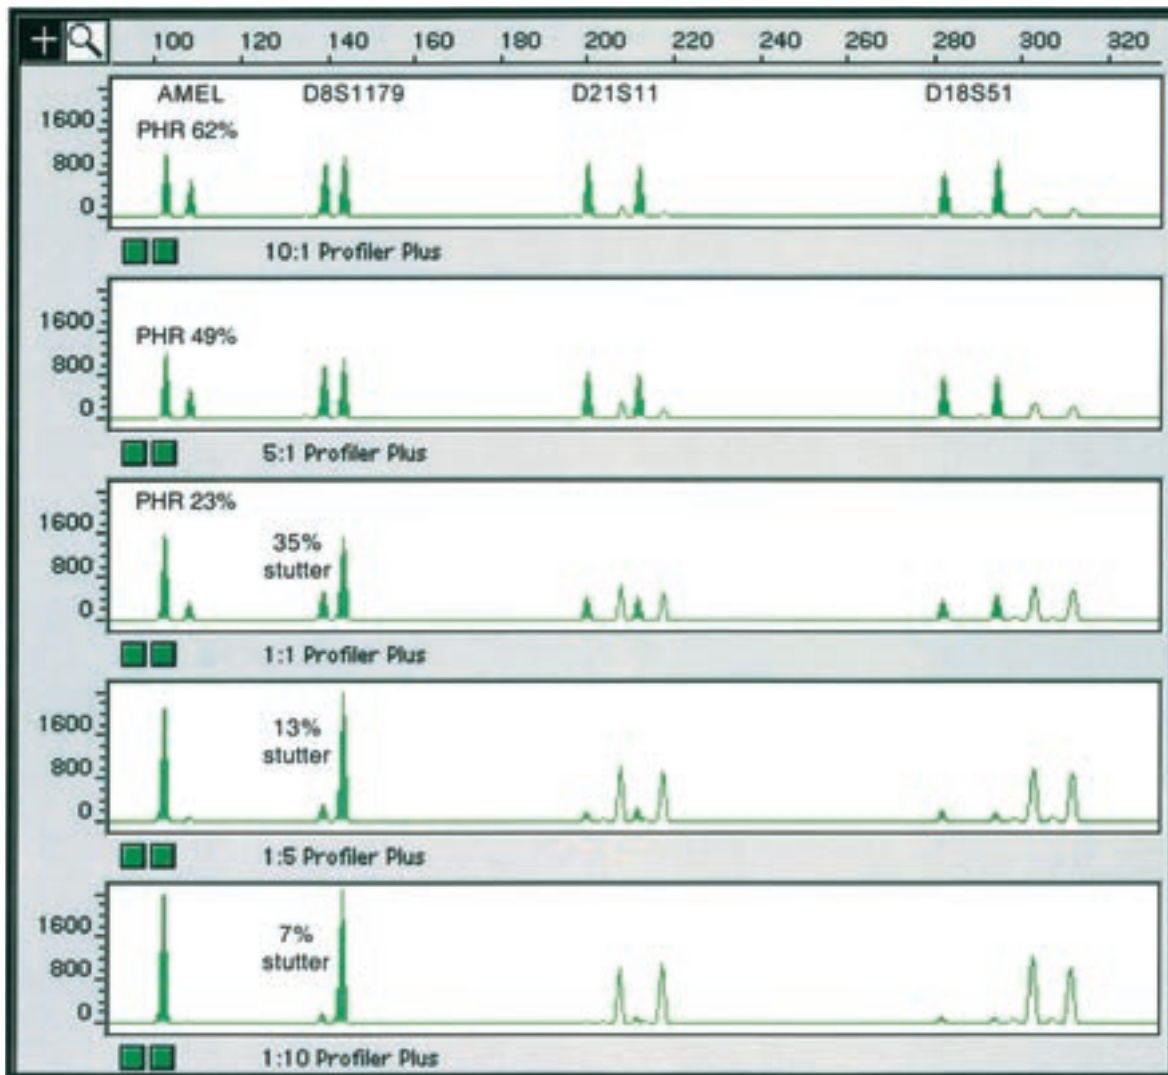 100 120 140 160 180 200 220 240 260 280 300 320
AMEL D8S1179 D21S11 D18S51
PHR 62%
1600
800
0
10:1 Profiler Plus
PHR 49%
1600
800
0
5:1 Profiler Plus
PHR 23%
1600
35%
stutter
800
0
1:1 Profiler Plus
1600
13%
stutter
800
0
1:5 Profiler Plus
1600
7%
stutter
800
0
1:10 Profiler Plus